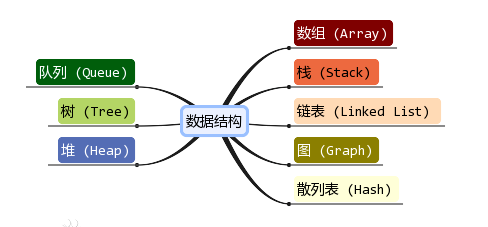 数组 (Array)
栈 (Stack)
链表 (Linked List)
图 (Graph)
散列表 (Hash)
数据结构
队列 (Queue)
树 (Tree)
堆 (Heap)